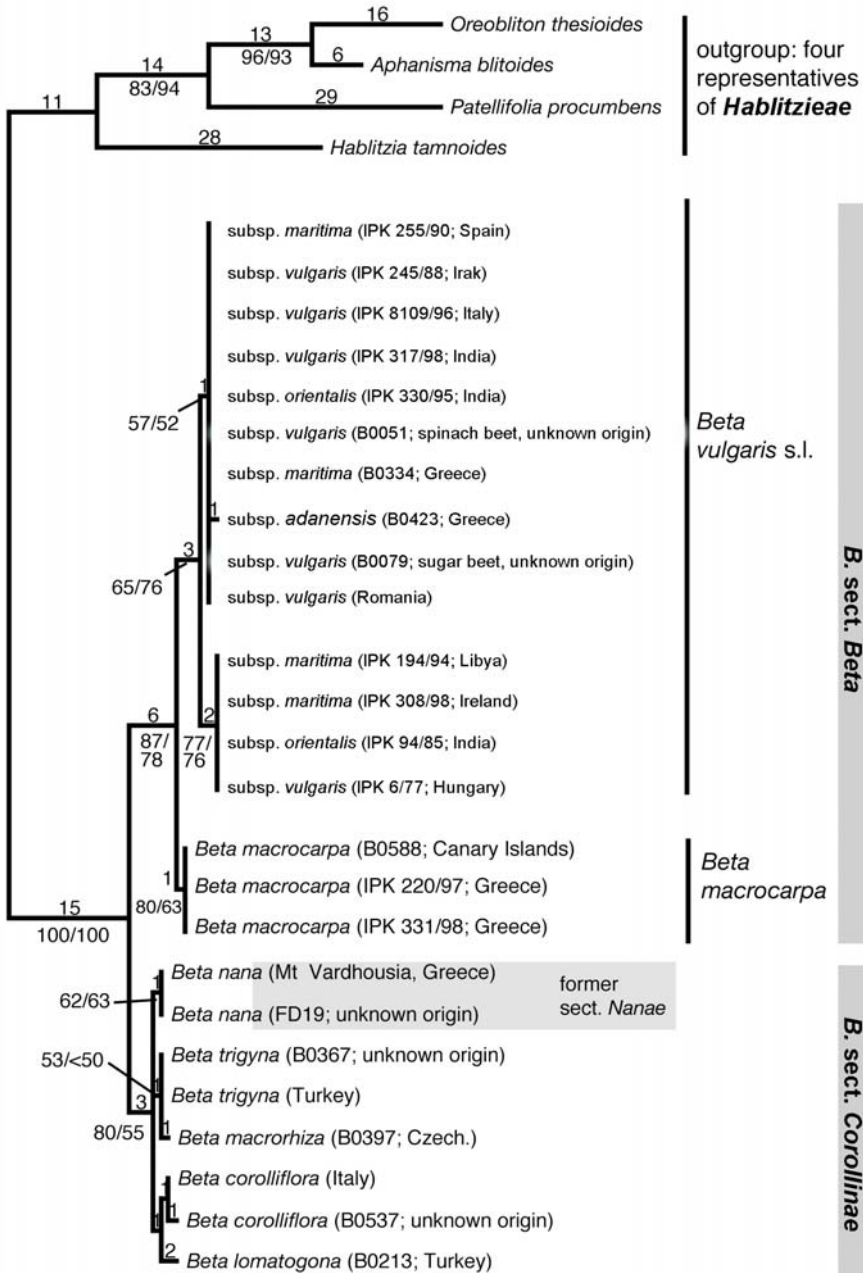 16
Oreobliton thesioides
13
96/93
6
Aphanisma blitoides
14
83/94
29
Patellifolia procumbens
11
28
Hablitzia tamnoides
outgroup: four
representatives
of Hablitzieae
subsp. maritima (IPK 255/90; Spain)
subsp. vulgaris (IPK 245/88; Irak)
subsp. vulgaris (IPK 8109/96; Italy)
subsp. vulgaris (IPK 317/98; India)
1
subsp. orientalis (IPK 330/95; India)
57/52
subsp. vulgaris (B0051; spinach beet, unknown origin)
subsp. maritima (B0334; Greece)
1
subsp. adanensis (B0423; Greece)
3
65/76
subsp. vulgaris (B0079; sugar beet, unknown origin)
subsp. vulgaris (Romania)
subsp. maritima (IPK 194/94; Libya)
subsp. maritima (IPK 308/98; Ireland)
6
87/
78
2
77/
76
subsp. orientalis (IPK 94/85; India)
subsp. vulgaris (IPK 6/77; Hungary)
Beta
vulgaris s.l.
Beta macrocarpa (B0588; Canary Islands)
1
80/63
Beta macrocarpa (IPK 220/97; Greece)
Beta macrocarpa (IPK 331/98; Greece)
Beta
macrocarpa
B. sect. Beta
15
100/100
Beta nana (Mt Vardhousia, Greece)
1
62/63
Beta nana (FD19; unknown origin)
former
sect. Nanae
53/<50
Beta trigyna (B0367; unknown origin)
1
Beta trigyna (Turkey)
3
80/55
1
Beta macrorhiza (B0397; Czech.)
Beta corolliflora (Italy)
1
1
1
Beta corolliflora (B0537; unknown origin)
2
Beta lomatogona (B0213; Turkey)
B. sect. Corollinae